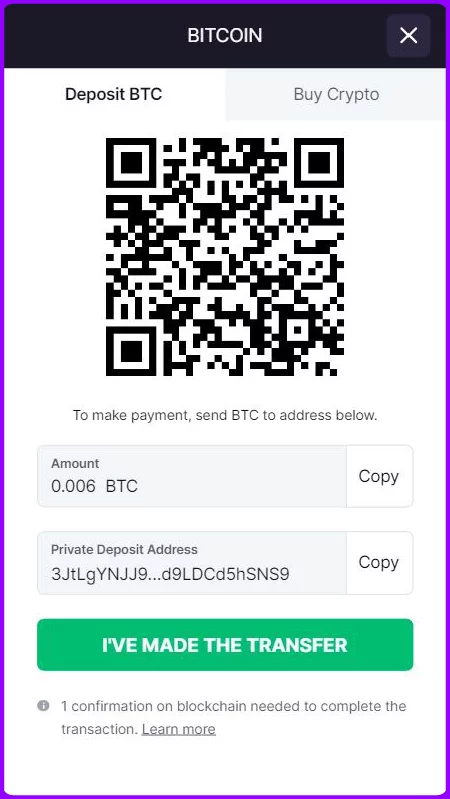 BITCOIN
Deposit BTC
Buy Crypto
To make payment, send BTC to address below.
Amount
0.006 BTC
Copy
Private Deposit Address
3JtLgYNJJ9...d9LDCd5hSNS9
Copy
I'VE MADE THE TRANSFER
1 confirmation on blockchain needed to complete the
transaction. Learn more